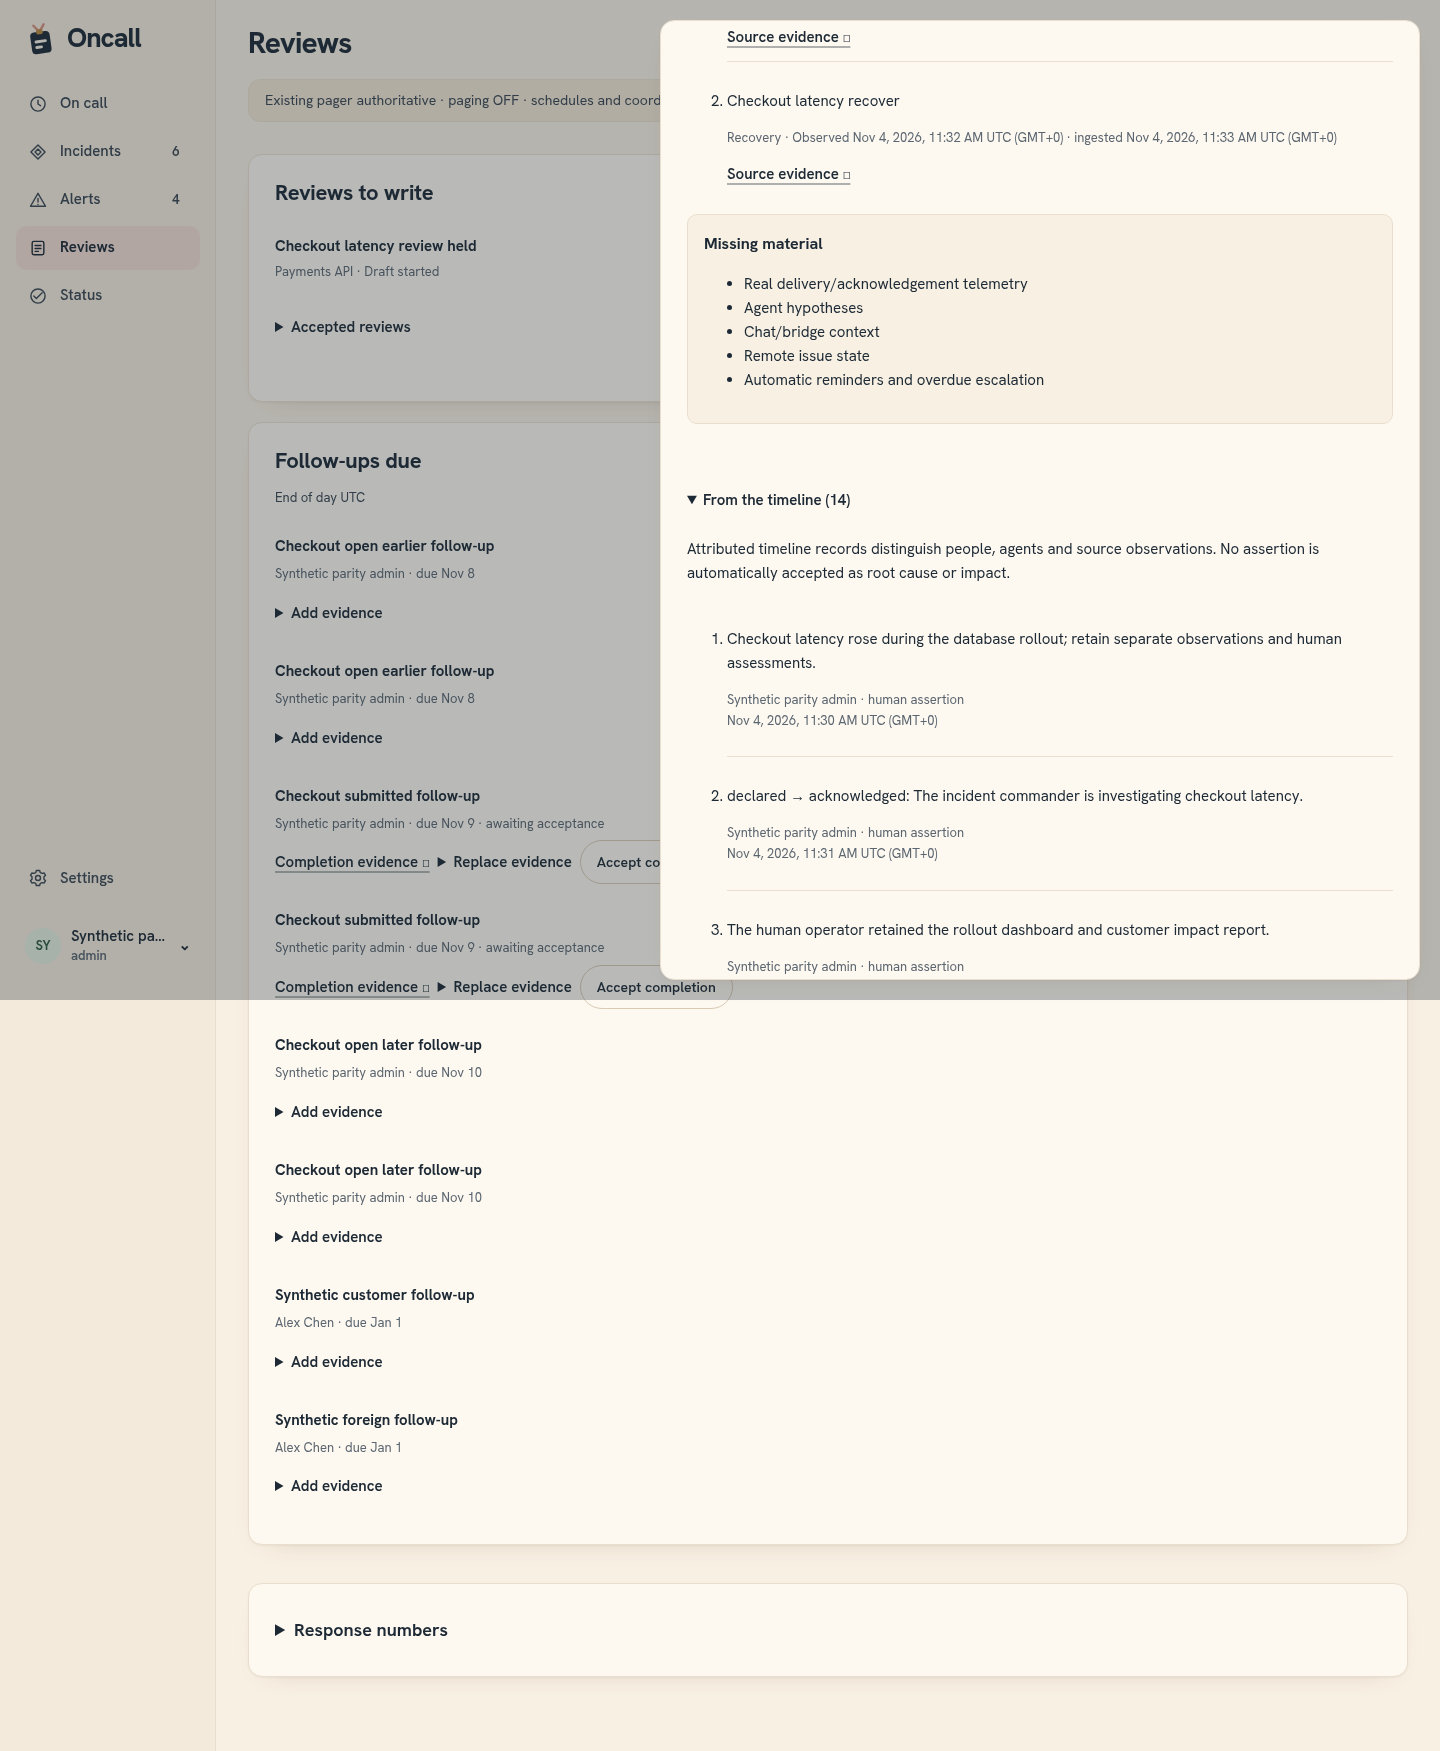 Oncall
On call
Incidents 6
Alerts 4
Reviews
Status
Settings
SY
Synthetic pa...
admin
Reviews
Existing pager authoritative · paging OFF · schedules and coord
Reviews to write
Checkout latency review held
Payments API · Draft started
Accepted reviews
Follow-ups due
End of day UTC
Checkout open earlier follow-up
Synthetic parity admin · due Nov 8
Add evidence
Checkout open earlier follow-up
Synthetic parity admin · due Nov 8
Add evidence
Checkout submitted follow-up
Synthetic parity admin · due Nov 9 · awaiting acceptance
Completion evidence Replace evidence Accept co
Checkout submitted follow-up
Synthetic parity admin · due Nov 9 · awaiting acceptance
Completion evidence Replace evidence Accept completion
Checkout open later follow-up
Synthetic parity admin · due Nov 10
Add evidence
Checkout open later follow-up
Synthetic parity admin · due Nov 10
Add evidence
Synthetic customer follow-up
Alex Chen · due Jan 1
Add evidence
Synthetic foreign follow-up
Alex Chen · due Jan 1
Add evidence
Response numbers
Source evidence
2. Checkout latency recover
Recovery · Observed Nov 4, 2026, 11:32 AM UTC (GMT+0) · ingested Nov 4, 2026, 11:33 AM UTC (GMT+0)
Source evidence
Missing material
• Real delivery/acknowledgement telemetry
• Agent hypotheses
• Chat/bridge context
• Remote issue state
• Automatic reminders and overdue escalation
From the timeline (14)
Attributed timeline records distinguish people, agents and source observations. No assertion is
automatically accepted as root cause or impact.
1. Checkout latency rose during the database rollout; retain separate observations and human
assessments.
Synthetic parity admin · human assertion
Nov 4, 2026, 11:30 AM UTC (GMT+0)
2. declared → acknowledged: The incident commander is investigating checkout latency.
Synthetic parity admin · human assertion
Nov 4, 2026, 11:31 AM UTC (GMT+0)
3. The human operator retained the rollout dashboard and customer impact report.
Synthetic parity admin · human assertion